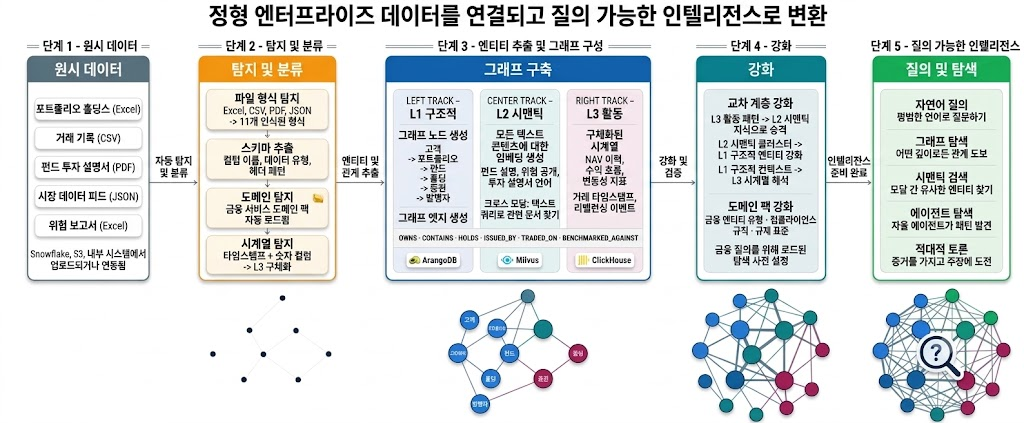 정형 엔터프라이즈 데이터를 연결되고 질의 가능한 인텔리전스로 변환
단계 1 - 원시 데이터
원시 데이터
포트폴리오 홀딩스 (Excel)
거래 기록 (CSV)
펀드 투자 설명서 (PDF)
시장 데이터 피드 (JSON)
위험 보고서 (Excel)
Snowflake, S3, 내부 시스템에서
업로드되거나 연동됨
자동 탐지
및 분류
단계 2 - 탐지 및 분류
탐지 및 분류
파일 형식 탐지
Excel, CSV, PDF, JSON
-> 11개 인식된 형식
스키마 추출
컬럼 이름, 데이터 유형,
헤더 패턴
도메인 탐지
금융 서비스 도메인 팩
자동 로드됨
시계열 탐지
타임스탬프 + 숫자 컬럼
-> L3 구체화
엔티티 및
관계 추출
단계 3 - 엔티티 추출 및 그래프 구성
그래프 구축
LEFT TRACK –
L1 구조적
그래프 노드 생성
고객
-> 포트폴리오
-> 펀드
-> 홀딩
-> 등권
-> 발행자
그래프 엣지 생성
CENTER TRACK –
L2 시맨틱
모든 텍스트
콘텐츠에 대한
임베딩 생성
펀드 설명, 위험 공개,
투자 설명서 언어
크로스 모달: 텍스트
쿼리로 관련 문서 찾기
RIGHT TRACK –
L3 활동
구체화된
시계열
NAV 이력,
수익 흐름,
변동성 지표
거래 타임스탬프,
리밸런싱 이벤트
OWNS · CONTAINS · HOLDS · ISSUED_BY · TRADED_ON · BENCHMARKED_AGAINST
ArangoDB
Milvus
ClickHouse
강화 및
검증
단계 4 - 강화
강화
교차 계층 강화
L3 활동 패턴 -> L2 시맨틱
지식으로 승격
L2 시맨틱 클러스터 ->
L1 구조적 엔티티 강화
L1 구조적 컨텍스트 ->
L3 시계열 해석
도메인 팩 강화
금융 엔티티 유형 · 컴플라이언스
규칙 · 규제 표준
금융 질의를 위해 로드된
탐색 사전 설정
인텔리전스
준비 완료
단계 5 - 질의 가능한 인텔리전스
질의 및 탐색
자연어 질의
평범한 언어로 질문하기
그래프 탐색
어떤 깊이로든 관계 도보
시맨틱 검색
모달 간 유사한 엔티티 찾기
에이전트 탐색
자율 에이전트가 패턴 발견
적대적 토론
증거를 가지고 주장에 도전
고객
펀드
홀딩
발행자
?